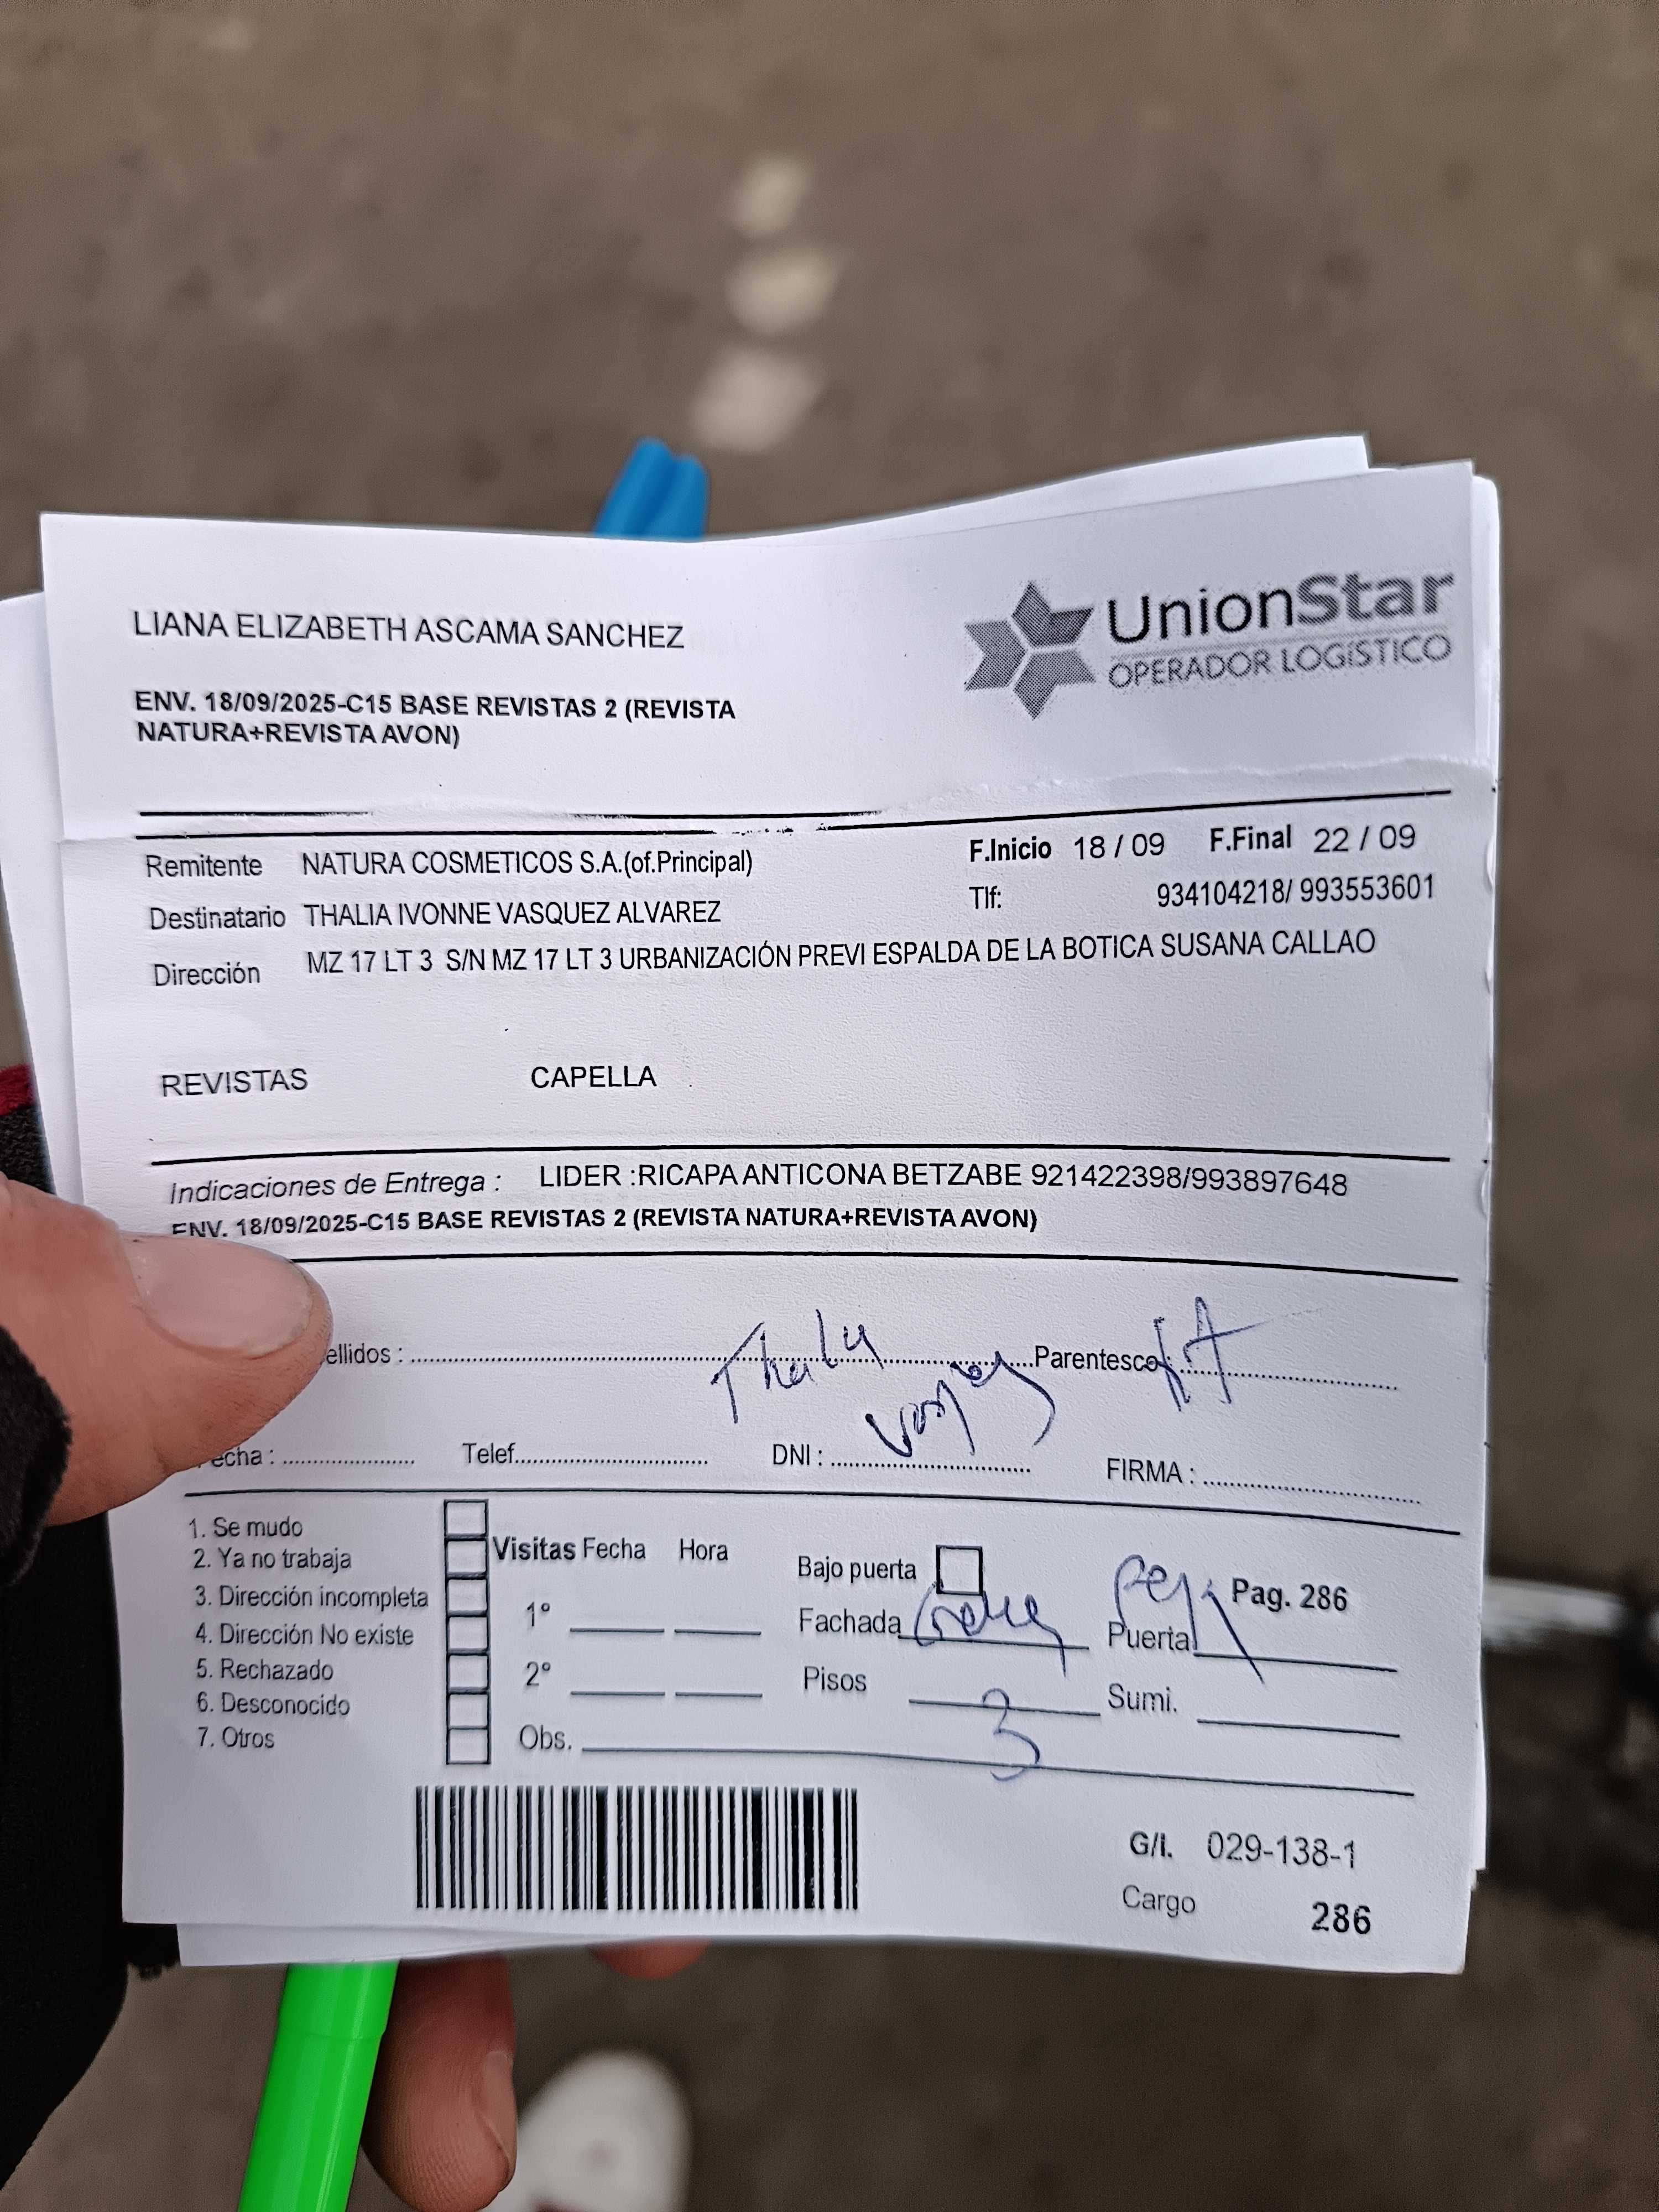 LIANA ELIZABETH ASCAMA SANCHEZ
UnionStar
OPERADOR LOGÍSTICO
ENV. 18/09/2025-C15 BASE REVISTAS 2 (REVISTA
NATURA+REVISTA AVON)
Remitente NATURA COSMETICOS S.A.(of.Principal) F.Inicio 18 / 09 F.Final 22 / 09
Destinatario THALIA IVONNE VASQUEZ ALVAREZ Tlf: 934104218/ 993553601
Dirección MZ 17 LT 3 S/N MZ 17 LT 3 URBANIZACIÓN PREVI ESPALDA DE LA BOTICA SUSANA CALLAO
REVISTAS CAPELLA
Indicaciones de Entrega : LIDER :RICAPA ANTICONA BETZABE 921422398/993897648
ENV. 18/09/2025-C15 BASE REVISTAS 2 (REVISTA NATURA+REVISTA AVON)
ellidos : Thaly Parentesco:
echa : Telef. DNI : FIRMA :
1. Se mudo
2. Ya no trabaja
3. Dirección incompleta
4. Dirección No existe
5. Rechazado
6. Desconocido
7. Otros
Visitas Fecha Hora
1º
2º
Obs.
Bajo puerta Pag. 286
Fachada Puerta
Pisos 3 Sumi.
G/I. 029-138-1
Cargo 286